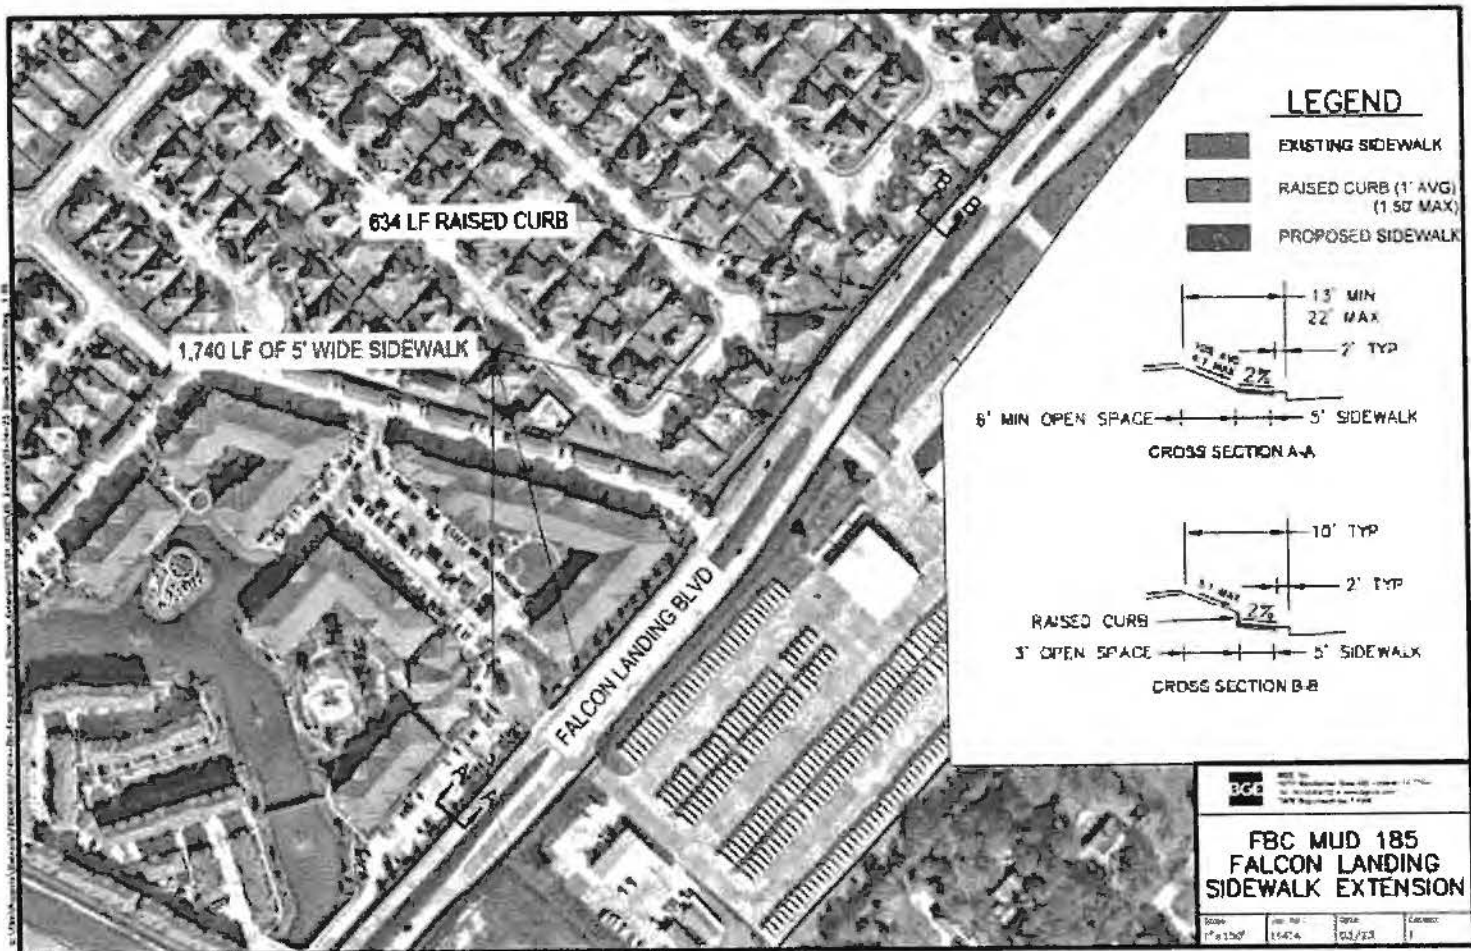 LEGEND
EXISTING SIDEWALK
RAISED CURB (1' AVG)
(1.50' MAX)
PROPOSED SIDEWALK
634 LF RAISED CURB
1,740 LF OF 5' WIDE SIDEWALK
B
B
13' MIN
22' MAX
2' TYP
2%
6' MIN OPEN SPACE
5' SIDEWALK
CROSS SECTION A-A
10' TYP
2' TYP
2%
RAISED CURB
3' OPEN SPACE
5' SIDEWALK
CROSS SECTION B-B
FALCON LANDING BLVD
A
A
BGE
FBC MUD 185
FALCON LANDING
SIDEWALK EXTENSION